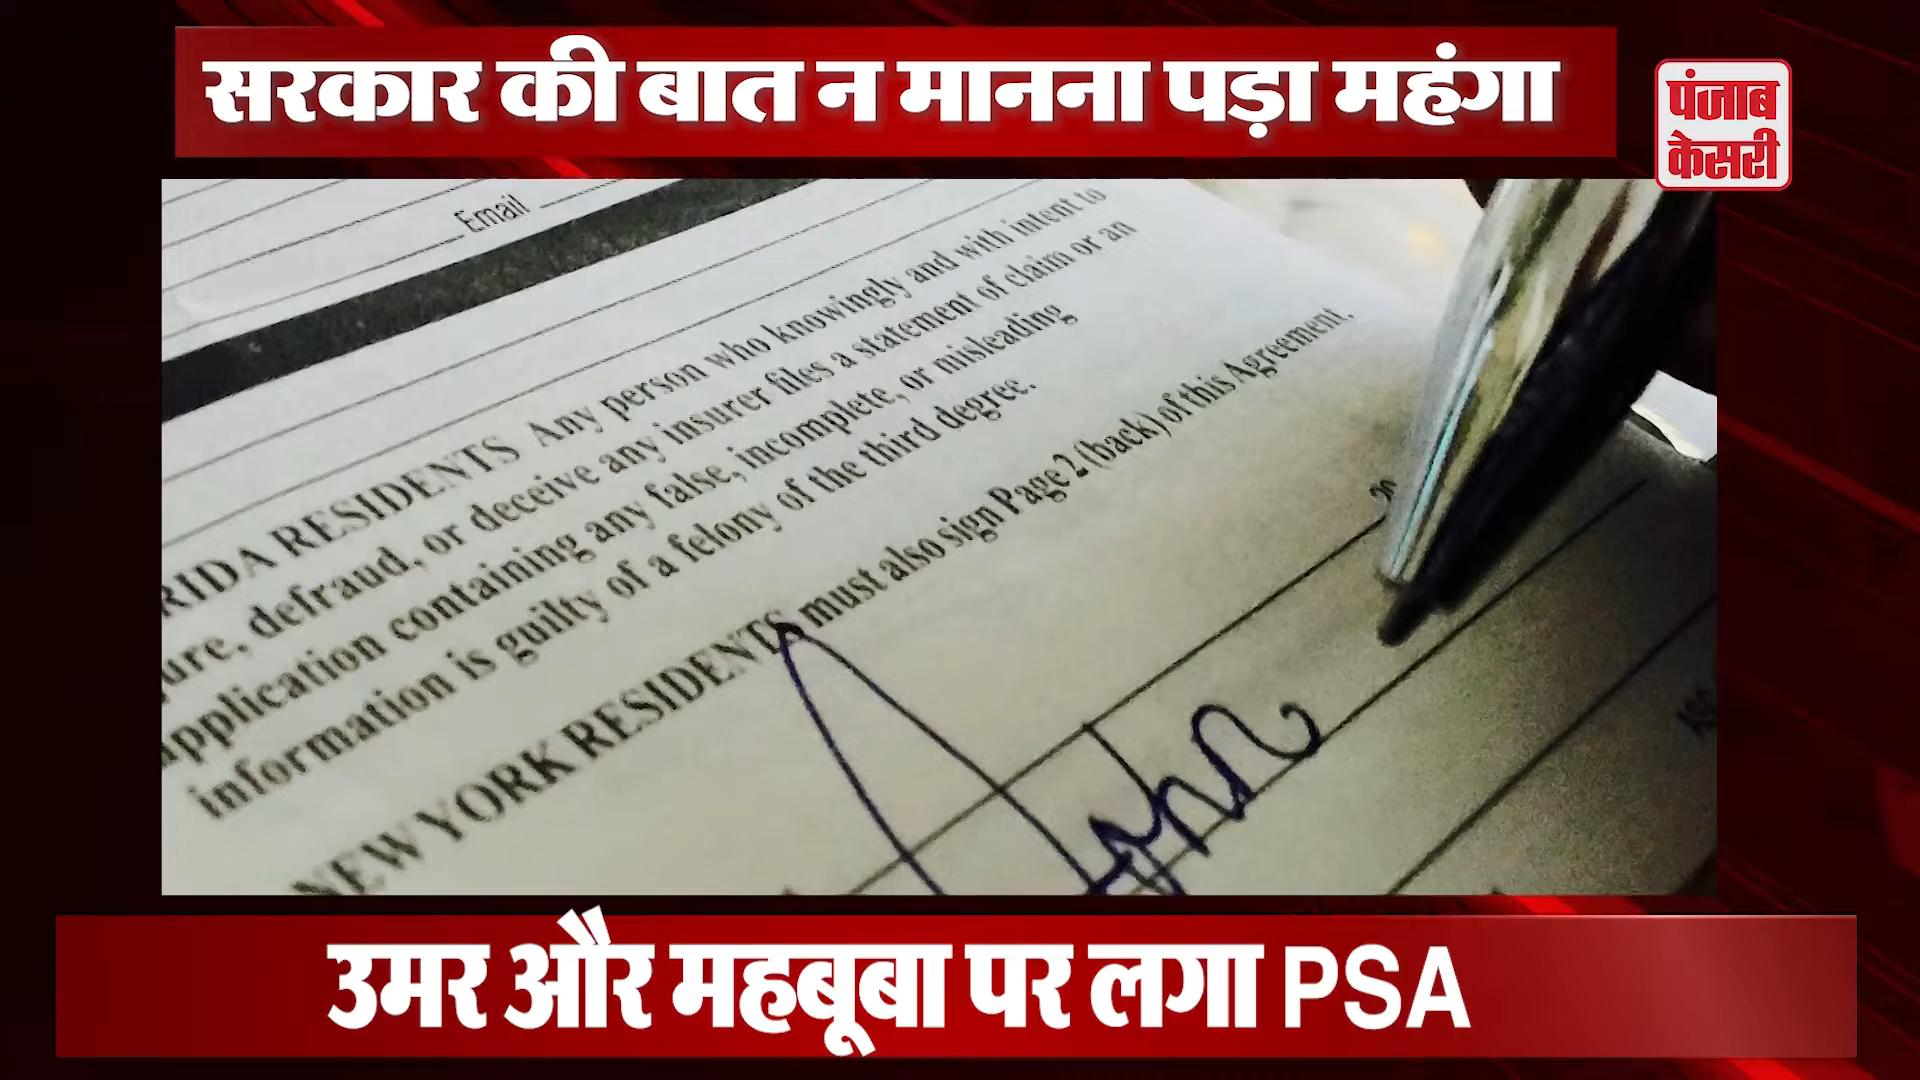 सरकार की बात न मानना पड़ा महंगा
पंजाब
केसरी
Email
RIDA RESIDENTS Any person who knowingly and with intent to
ure, defraud, or deceive any insurer files a statement of claim or an
application containing any false, incomplete, or misleading
information is guilty of a felony of the third degree.
NEW YORK RESIDENTS must also sign Page 2 (back) of this Agreement.
उमर और महबूबा पर लगा PSA